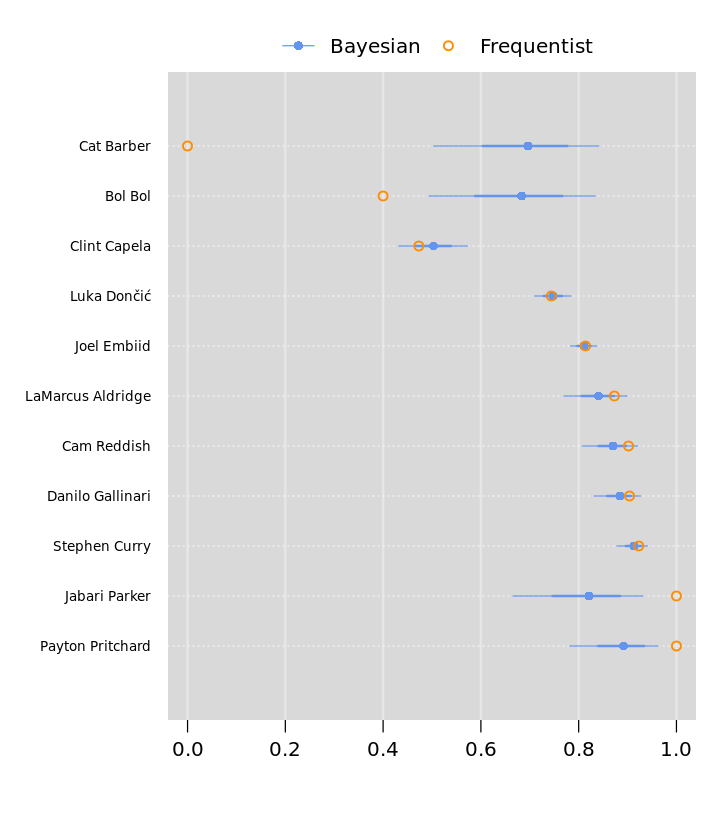 Bayesian Frequentist
Cat Barber
Bol Bol
Clint Capela
Luka Dončić
Joel Embiid
LaMarcus Aldridge
Cam Reddish
Danilo Gallinari
Stephen Curry
Jabari Parker
Payton Pritchard
0.0 0.2 0.4 0.6 0.8 1.0